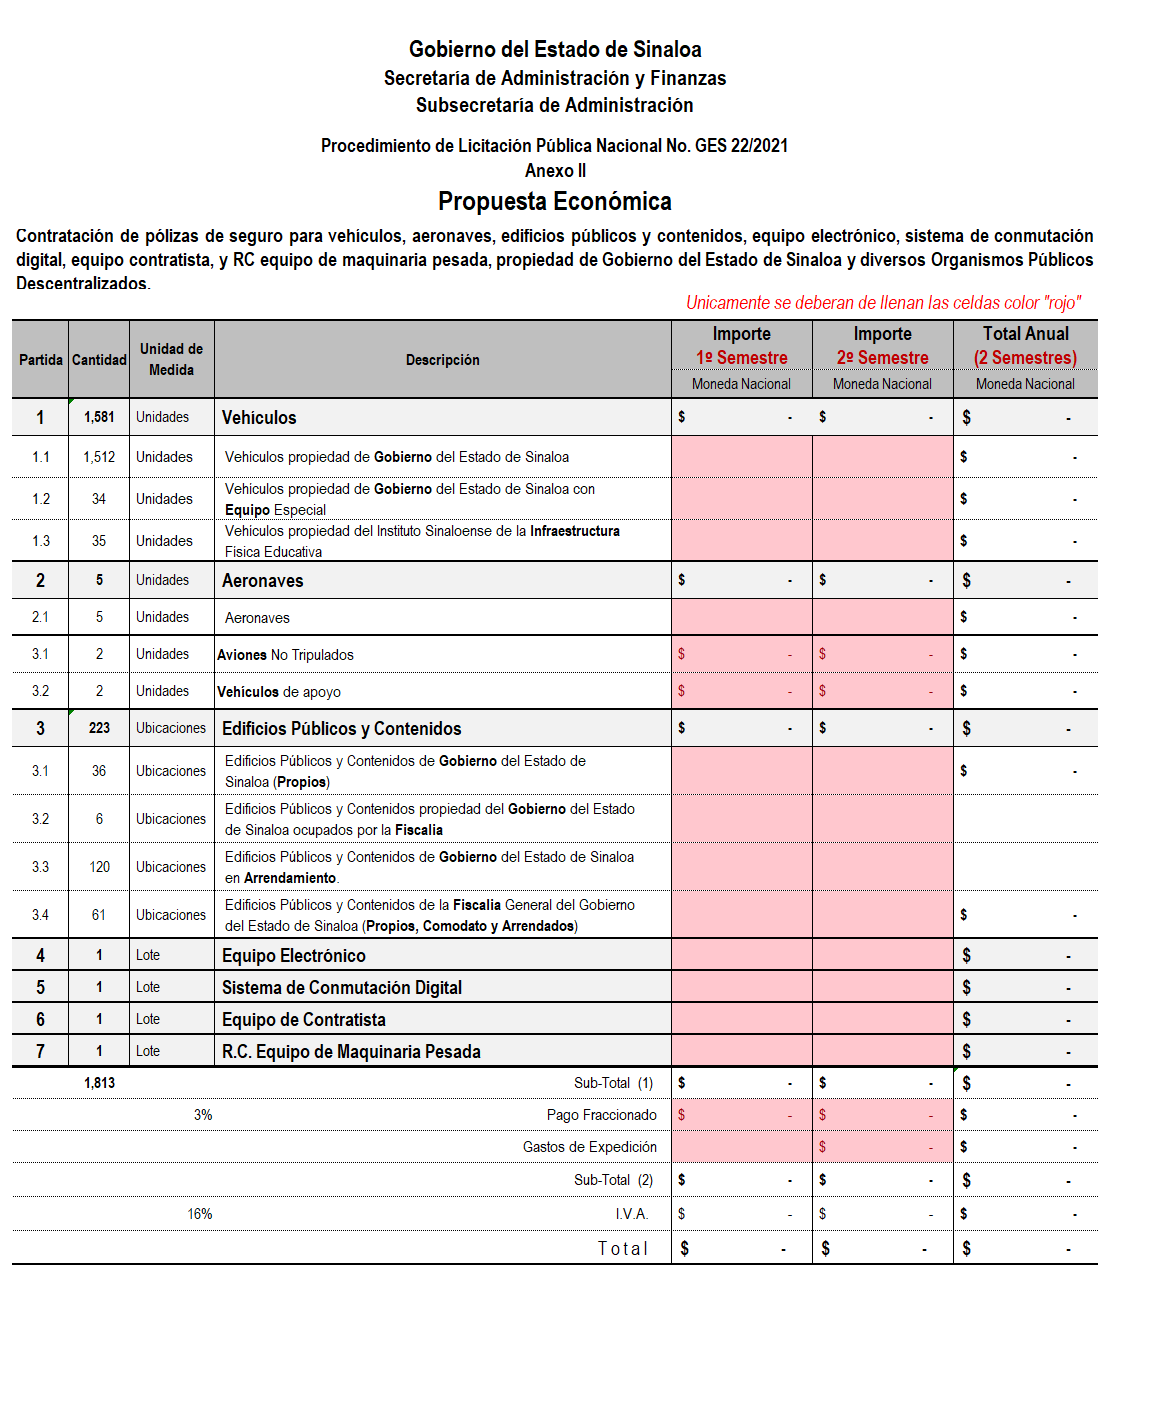 Gobierno del Estado de Sinaloa
Secretaría de Administración y Finanzas
Subsecretaría de Administración
Procedimiento de Licitación Pública Nacional No. GES 22/2021
Anexo II
Propuesta Económica
Contratación de pólizas de seguro para vehículos, aeronaves, edificios públicos y contenidos, equipo electrónico, sistema de conmutación
digital, equipo contratista, y RC equipo de maquinaria pesada, propiedad de Gobierno del Estado de Sinaloa y diversos Organismos Públicos
Descentralizados.
Unicamente se deberan de llenan las celdas color "rojo"
Partida Cantidad Unidad de Medida Descripción Importe 1º Semestre Moneda Nacional Importe 2º Semestre Moneda Nacional Total Anual (2 Semestres) Moneda Nacional
1 1,581 Unidades Vehículos $ - $ - $ -
1.1 1,512 Unidades Vehiculos propiedad de Gobierno del Estado de Sinaloa $ -
1.2 34 Unidades Vehiculos propiedad de Gobierno del Estado de Sinaloa con
Equipo Especial $ -
1.3 35 Unidades Vehiculos propiedad del Instituto Sinaloense de la Infraestructura
Física Educativa $ -
2 5 Unidades Aeronaves $ - $ - $ -
2.1 5 Unidades Aeronaves $ -
3.1 2 Unidades Aviones No Tripulados $ - $ - $ -
3.2 2 Unidades Vehículos de apoyo $ - $ - $ -
3 223 Ubicaciones Edificios Públicos y Contenidos $ - $ - $ -
3.1 36 Ubicaciones Edificios Públicos y Contenidos de Gobierno del Estado de
Sinaloa (Propios) $ -
3.2 6 Ubicaciones Edificios Públicos y Contenidos propiedad del Gobierno del Estado
de Sinaloa ocupados por la Fiscalia
3.3 120 Ubicaciones Edificios Públicos y Contenidos de Gobierno del Estado de Sinaloa
en Arrendamiento.
3.4 61 Ubicaciones Edificios Públicos y Contenidos de la Fiscalia General del Gobierno
del Estado de Sinaloa (Propios, Comodato y Arrendados) $ -
4 1 Lote Equipo Electrónico $ -
5 1 Lote Sistema de Conmutación Digital $ -
6 1 Lote Equipo de Contratista $ -
7 1 Lote R.C. Equipo de Maquinaria Pesada $ -
1,813 Sub-Total (1) $ - $ - $ -
3% Pago Fraccionado $ - $ - $ -
Gastos de Expedición $ - $ -
Sub-Total (2) $ - $ - $ -
16% I.V.A. $ - $ - $ -
Total $ - $ - $ -